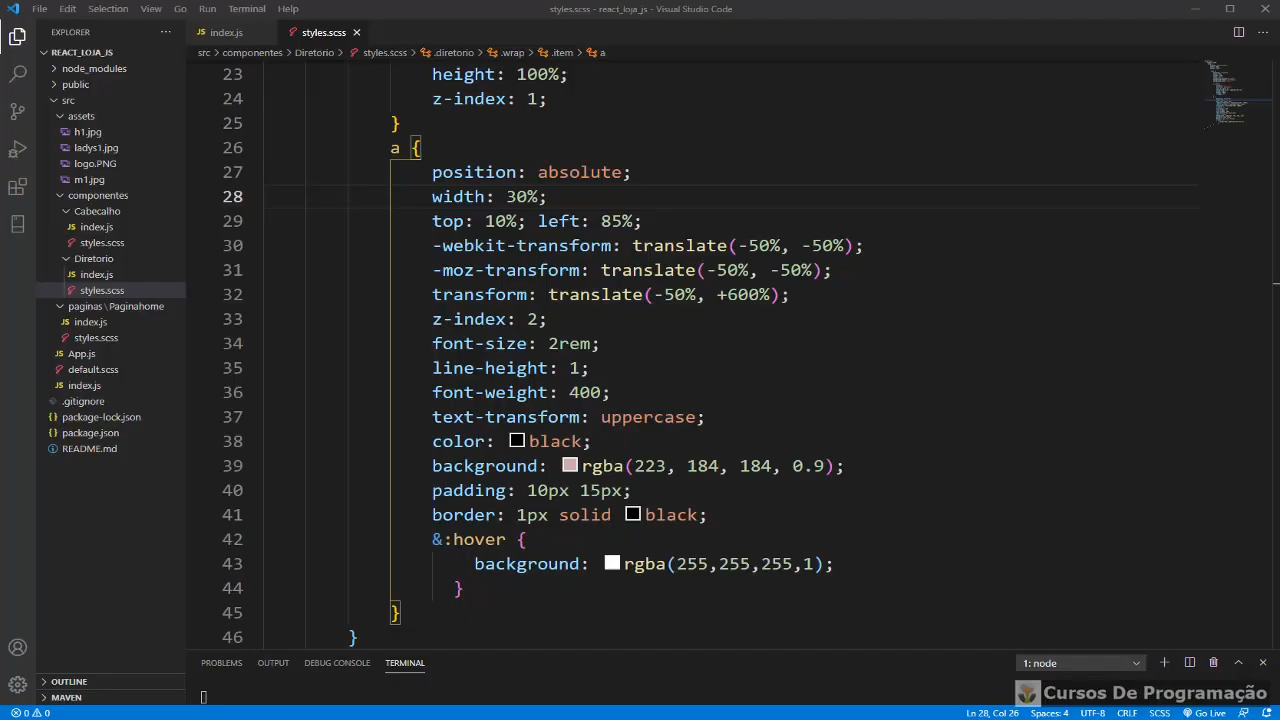 File Edit Selection View Go Run Terminal Help
styles.scss - react_loja_js - Visual Studio Code
EXPLORER
index.js
styles.scss
REACT_LOJA_JS
node_modules
public
src
assets
h1.jpg
ladys1.jpg
logo.PNG
m1.jpg
componentes
Cabecalho
index.js
styles.scss
Diretorio
index.js
styles.scss
paginas \ Paginahome
index.js
styles.scss
App.js
default.scss
index.js
.gitignore
package-lock.json
package.json
README.md
OUTLINE
MAVEN
src > componentes > Diretorio > styles.scss > .diretorio > .wrap > .item > a
23 height: 100%;
24 z-index: 1;
25 }
26 a {
27 position: absolute;
28 width: 30%;
29 top: 10%; left: 85%;
30 -webkit-transform: translate(-50%, -50%);
31 -moz-transform: translate(-50%, -50%);
32 transform: translate(-50%, +600%);
33 z-index: 2;
34 font-size: 2rem;
35 line-height: 1;
36 font-weight: 400;
37 text-transform: uppercase;
38 color: black;
39 background: rgba(223, 184, 184, 0.9);
40 padding: 10px 15px;
41 border: 1px solid black;
42 &:hover {
43 background: rgba(255,255,255,1);
44 }
45 }
46 }
PROBLEMS OUTPUT DEBUG CONSOLE TERMINAL
1: node
Cursos De Programação
0 0
Ln 28, Col 26 Spaces: 4 UTF-8 CRLF SCSS Go Live